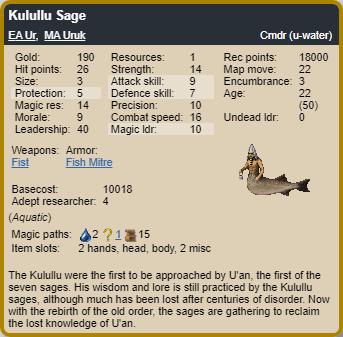 Kulullu Sage
EA Ur, MA Uruk Cmdr (u-water)
Gold: 190 Resources: 1 Rec points: 18000
Hit points: 26 Strength: 14 Map move: 22
Size: 3 Attack skill: 9 Encumbrance: 3
Protection: 5 Defence skill: 7 Age: 22
Magic res: 14 Precision: 10 (50)
Morale: 9 Combat speed: 16 Undead ldr: 0
Leadership: 40 Magic ldr: 10
Weapons: Armor:
Fist Fish Mitre
Basecost: 10018
Adept researcher: 4
(Aquatic)
Magic paths: 2 ? 1 15
Item slots: 2 hands, head, body, 2 misc
The Kulullu were the first to be approached by U'an, the first of the
seven sages. His wisdom and lore is still practiced by the Kulullu
sages, although much has been lost after centuries of disorder. Now
with the rebirth of the old order, the sages are gathering to reclaim
the lost knowledge of U'an.